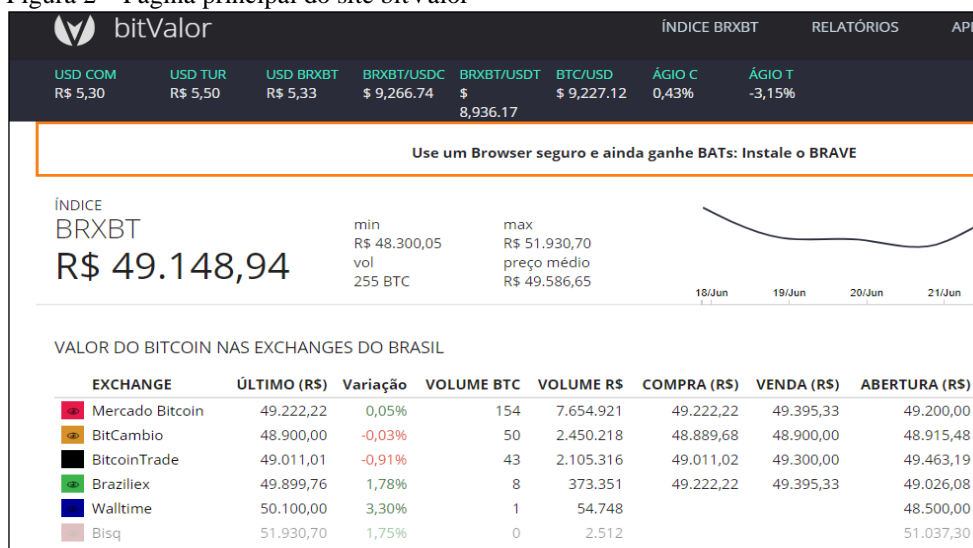 Figura 2 – Página principal do site bitValor
bitValor ÍNDICE BRXBT RELATÓRIOS API
USD COM USD TUR USD BRXBT BRXBT/USDC BRXBT/USDT BTC/USD ÁGIO C ÁGIO T
R$ 5,30 R$ 5,50 R$ 5,33 $ 9,266.74 $ $ 9,227.12 0,43% -3,15%
8,936.17
Use um Browser seguro e ainda ganhe BATs: Instale o BRAVE
ÍNDICE
BRXBT min max
R$ 49.148,94 R$ 48.300,05 R$ 51.930,70
vol preço médio
255 BTC R$ 49.586,65
18/Jun 19/Jun 20/Jun 21/Jun
VALOR DO BITCOIN NAS EXCHANGES DO BRASIL
EXCHANGE ÚLTIMO (R$) Variação VOLUME BTC VOLUME R$ COMPRA (R$) VENDA (R$) ABERTURA (R$)
Mercado Bitcoin 49.222,22 0,05% 154 7.654.921 49.222,22 49.395,33 49.200,00
BitCambio 48.900,00 -0,03% 50 2.450.218 48.889,68 48.900,00 48.915,48
BitcoinTrade 49.011,01 -0,91% 43 2.105.316 49.011,02 49.300,00 49.463,19
Braziliex 49.899,76 1,78% 8 373.351 49.222,22 49.395,33 49.026,08
Walltime 50.100,00 3,30% 1 54.748 48.500,00
Bisq 51.930,70 1,75% 0 2.512 51.037,30